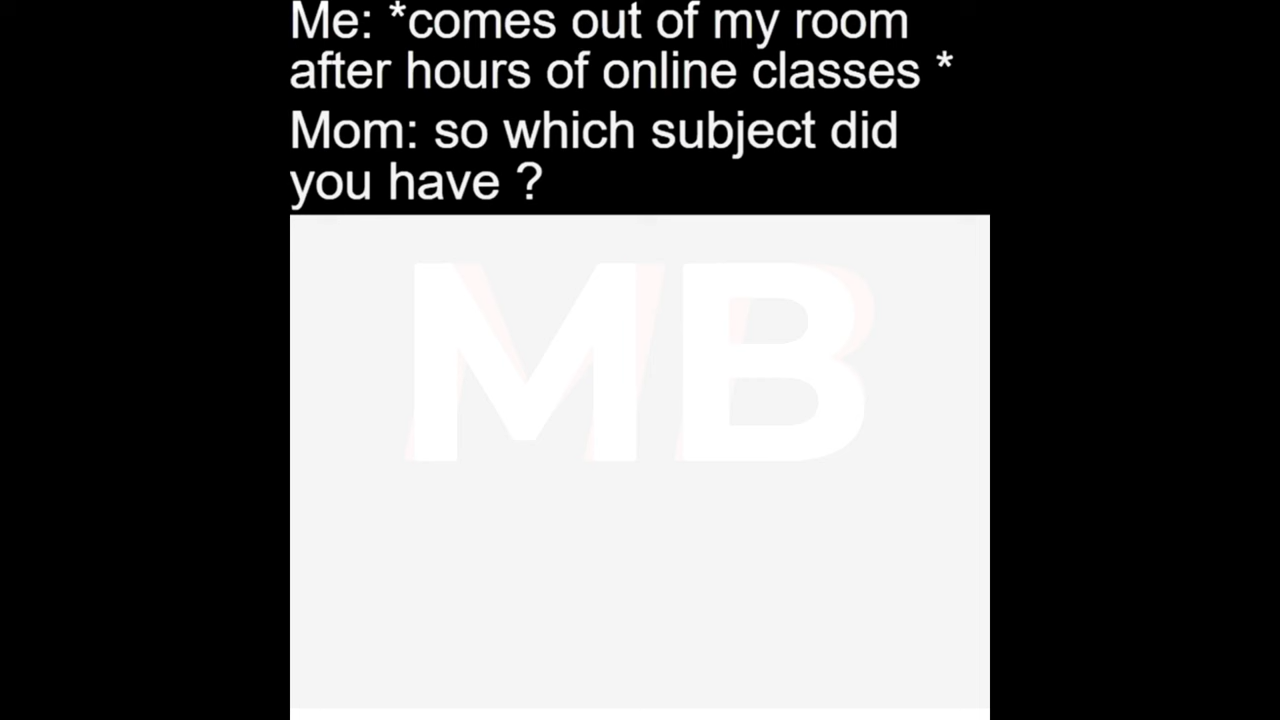 Me: *comes out of my room
after hours of online classes *
Mom: so which subject did
you have ?
MB